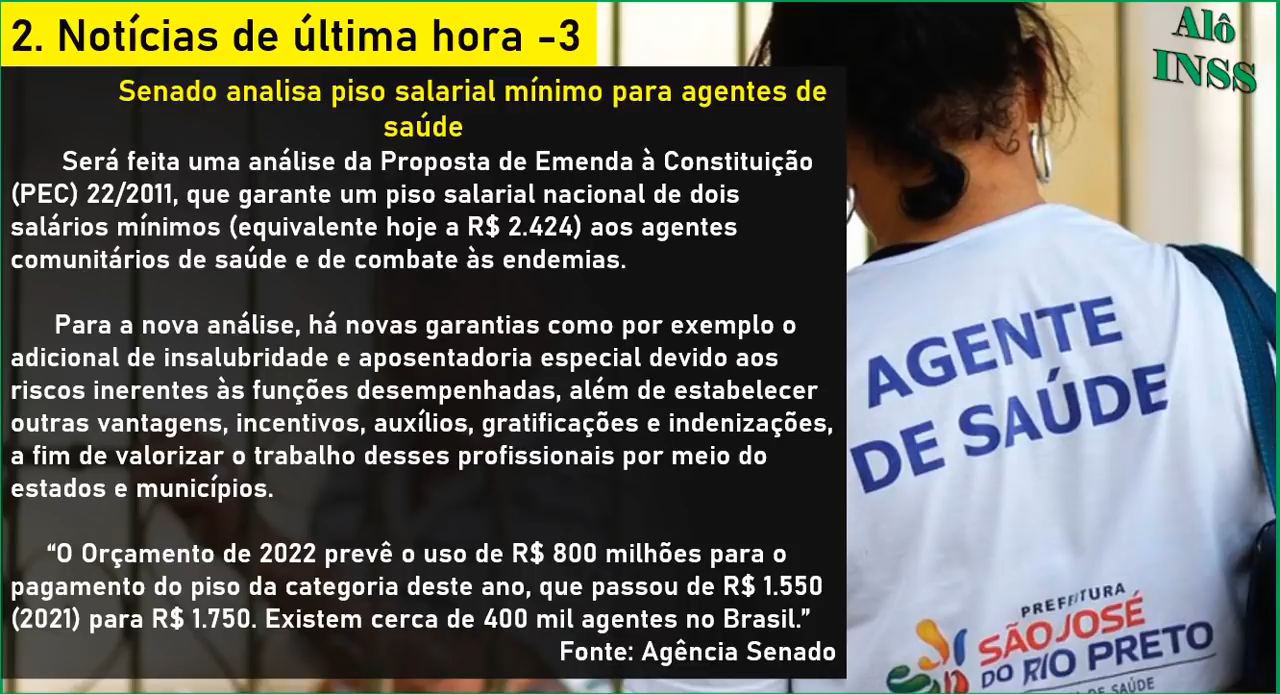 2. Notícias de última hora -3
Alô
INSS
Senado analisa piso salarial mínimo para agentes de
saúde
Será feita uma análise da Proposta de Emenda à Constituição
(PEC) 22/2011, que garante um piso salarial nacional de dois
salários mínimos (equivalente hoje a R$ 2.424) aos agentes
comunitários de saúde e de combate às endemias.
Para a nova análise, há novas garantias como por exemplo o
adicional de insalubridade e aposentadoria especial devido aos
riscos inerentes às funções desempenhadas, além de estabelecer
outras vantagens, incentivos, auxílios, gratificações e indenizações,
a fim de valorizar o trabalho desses profissionais por meio do
estados e municípios.
“O Orçamento de 2022 prevê o uso de R$ 800 milhões para o
pagamento do piso da categoria deste ano, que passou de R$ 1.550
(2021) para R$ 1.750. Existem cerca de 400 mil agentes no Brasil.”
Fonte: Agência Senado
AGENTE
DE SAÚDE
PREFEITURA
SÃO JOSÉ
DO RIO PRETO
DE SAÚDE